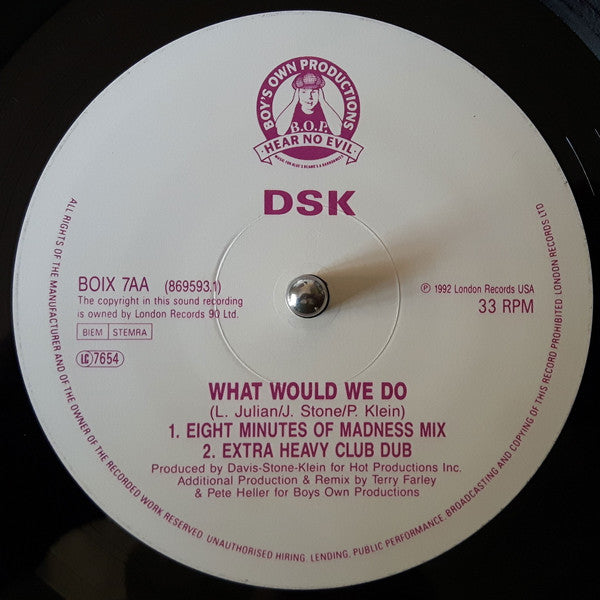 BOY'S OWN PRODUCTIONS
B.O.P.
· HEAR NO EVIL ·
DSK
BOIX 7AA (869593.1)
The copyright in this sound recording
is owned by London Records 90 Ltd.
BIEM STEMRA
LC 7654
℗ 1992 London Records USA
33 RPM
WHAT WOULD WE DO
(L. Julian/J. Stone/P. Klein)
1. EIGHT MINUTES OF MADNESS MIX
2. EXTRA HEAVY CLUB DUB
Produced by Davis-Stone-Klein for Hot Productions Inc.
Additional Production & Remix by Terry Farley
& Pete Heller for Boys Own Productions
ALL RIGHTS OF THE MANUFACTURER AND OF THE OWNER OF THE RECORDED WORK RESERVED. UNAUTHORISED HIRING, LENDING, PUBLIC PERFORMANCE, BROADCASTING AND COPYING OF THIS RECORD PROHIBITED. LONDON RECORDS LTD